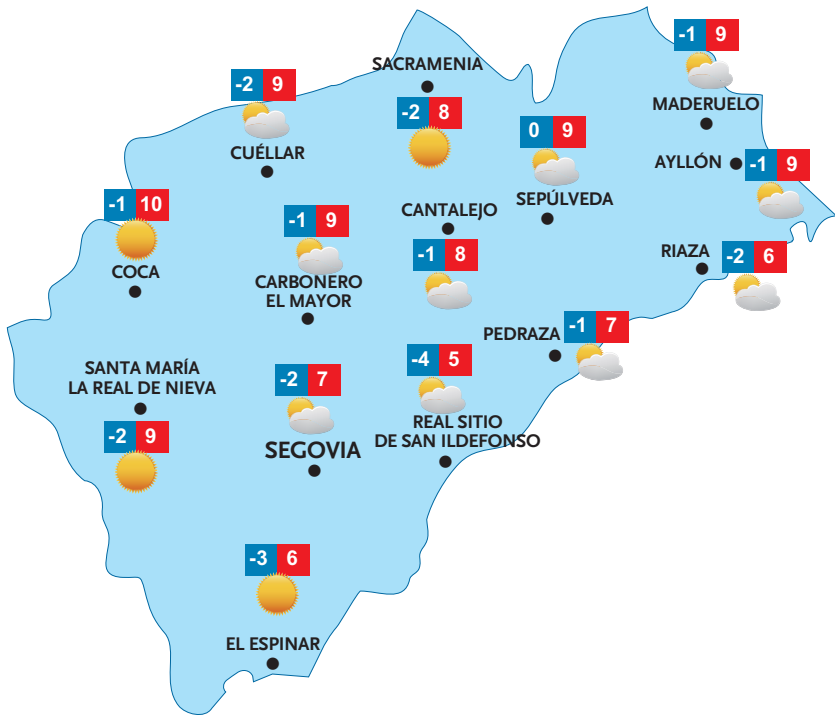 -1 9
MADERUELO
SACRAMENIA
-2 8
-2 9
CUÉLLAR
0 9
SEPÚLVEDA
AYLLÓN
-1 9
-1 10
COCA
-1 9
CARBONERO
EL MAYOR
CANTALEJO
-1 8
RIAZA
-2 6
PEDRAZA
-1 7
SANTA MARÍA
LA REAL DE NIEVA
-2 9
-2 7
SEGOVIA
-4 5
REAL SITIO
DE SAN ILDEFONSO
-3 6
EL ESPINAR